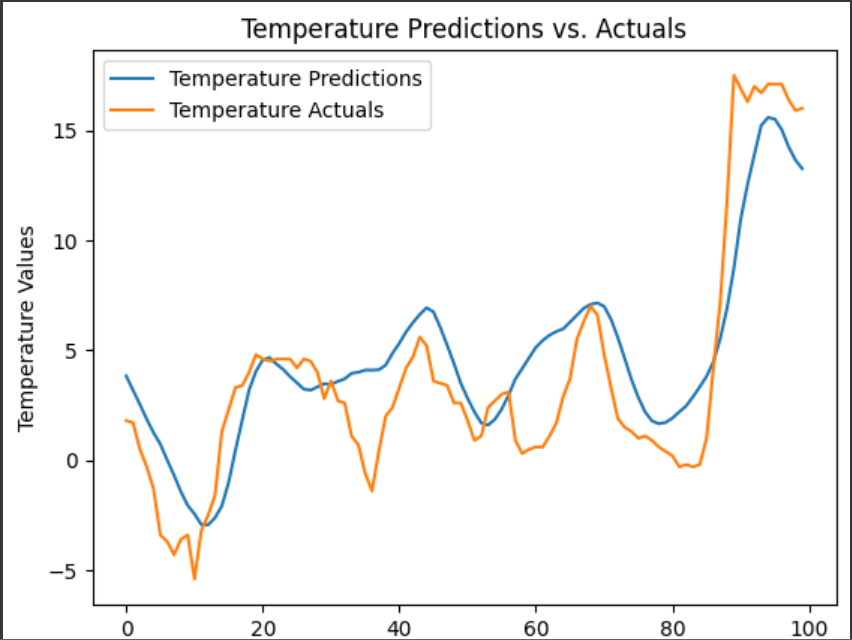 Temperature Predictions vs. Actuals
Temperature Predictions
Temperature Actuals
Temperature Values
15
10
5
0
−5
0 20 40 60 80 100